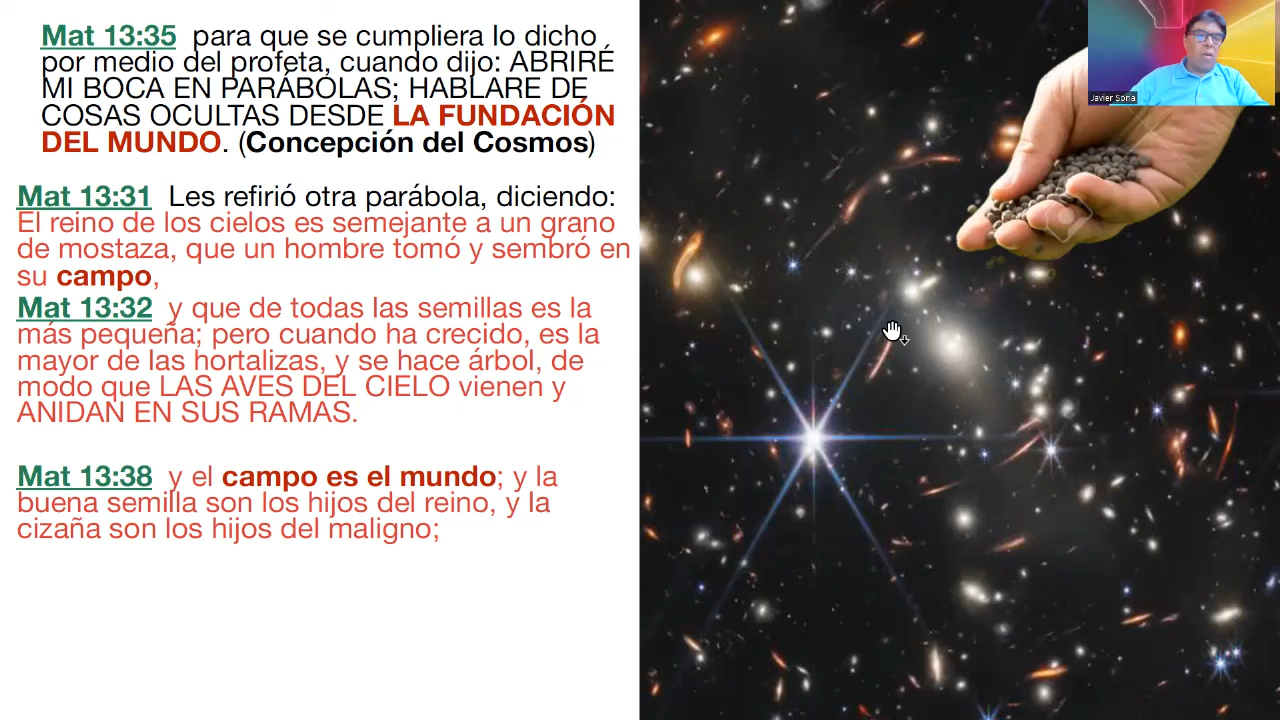 Mat 13:35 para que se cumpliera lo dicho
por medio del profeta, cuando dijo: ABRIRÉ
MI BOCA EN PARÁBOLAS; HABLARE DE
COSAS OCULTAS DESDE LA FUNDACIÓN
DEL MUNDO. (Concepción del Cosmos)
Mat 13:31 Les refirió otra parábola, diciendo:
El reino de los cielos es semejante a un grano
de mostaza, que un hombre tomó y sembró en
su campo,
Mat 13:32 y que de todas las semillas es la
más pequeña; pero cuando ha crecido, es la
mayor de las hortalizas, y se hace árbol, de
modo que LAS AVES DEL CIELO vienen y
ANIDAN EN SUS RAMAS.
Mat 13:38 y el campo es el mundo; y la
buena semilla son los hijos del reino, y la
cizaña son los hijos del maligno;
Javier Soria